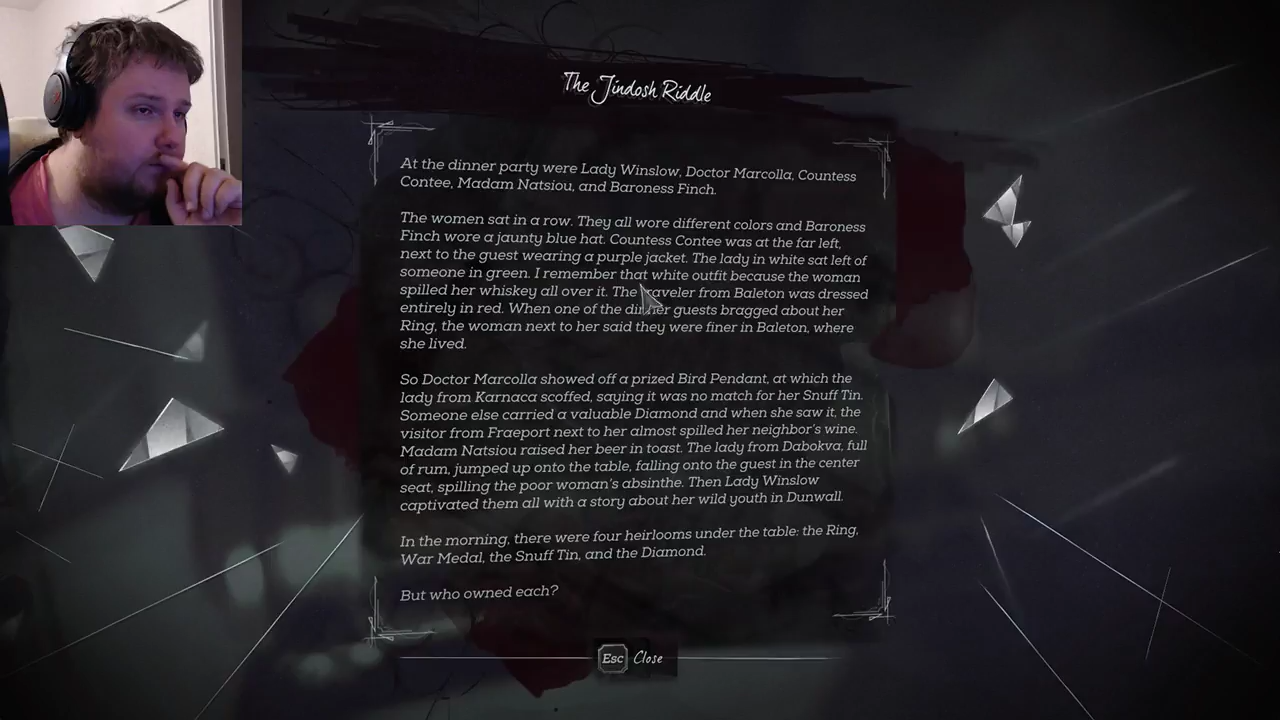 The Jindosh Riddle
At the dinner party were Lady Winslow, Doctor Marcolla, Countess
Contee, Madam Natsiou, and Baroness Finch.
The women sat in a row. They all wore different colors and Baroness
Finch wore a jaunty blue hat. Countess Contee was at the far left,
next to the guest wearing a purple jacket. The lady in white sat left of
someone in green. I remember that white outfit because the woman
spilled her whiskey all over it. The traveler from Baleton was dressed
entirely in red. When one of the dinner guests bragged about her
Ring, the woman next to her said they were finer in Baleton, where
she lived.
So Doctor Marcolla showed off a prized Bird Pendant, at which the
lady from Karnaca scoffed, saying it was no match for her Snuff Tin.
Someone else carried a valuable Diamond and when she saw it, the
visitor from Fraeport next to her almost spilled her neighbor's wine.
Madam Natsiou raised her beer in toast. The lady from Dabokva, full
of rum, jumped up onto the table, falling onto the guest in the center
seat, spilling the poor woman's absinthe. Then Lady Winslow
captivated them all with a story about her wild youth in Dunwall.
In the morning, there were four heirlooms under the table: the Ring,
War Medal, the Snuff Tin, and the Diamond.
But who owned each?
Esc Close